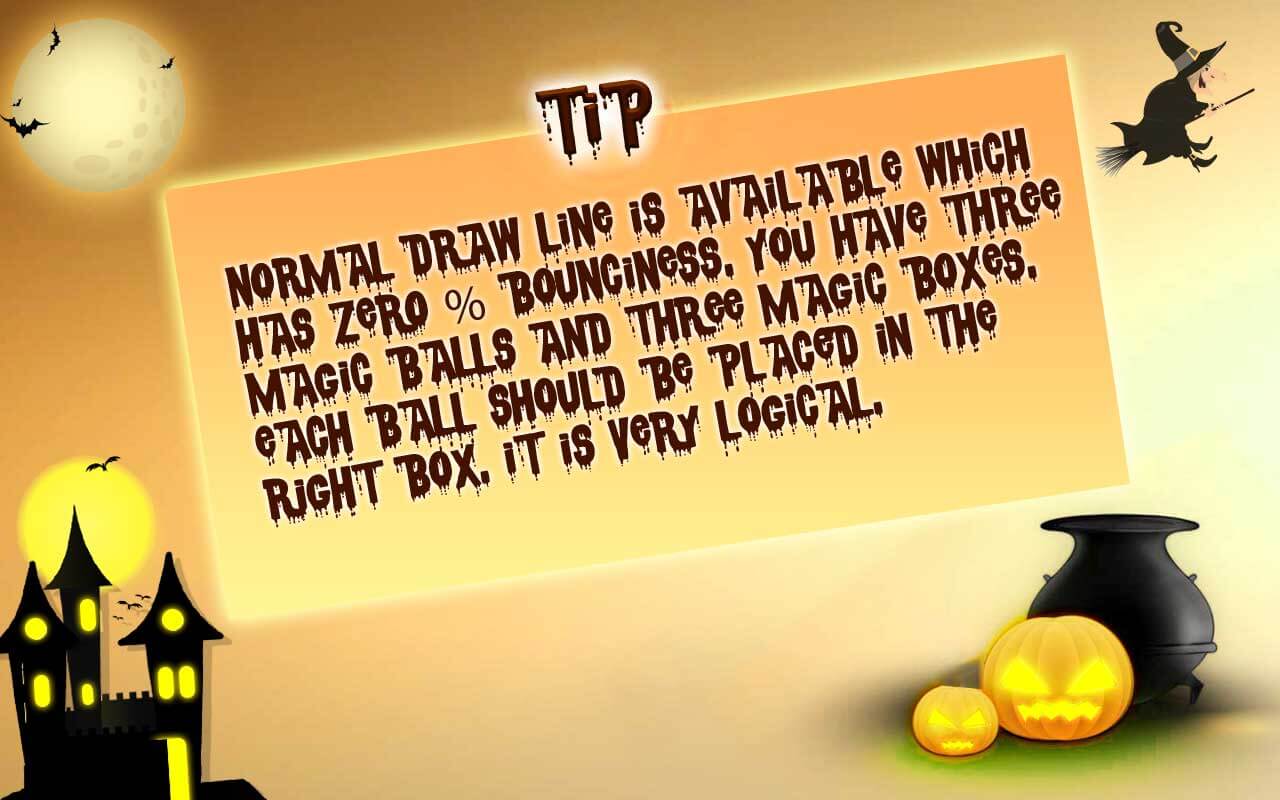 TiP
NORMAL DRAW LiNe iS AVAiLABLe WHiCH
HAS ZeRO % BOUNCiNeSS. YOU HAVe THRee
MAGiC BALLS AND THRee MAGiC BOXeS.
eACH BALL SHOULD Be PLACeD iN THe
RiGHT BOX. iT iS VeRY LOGiCAL.